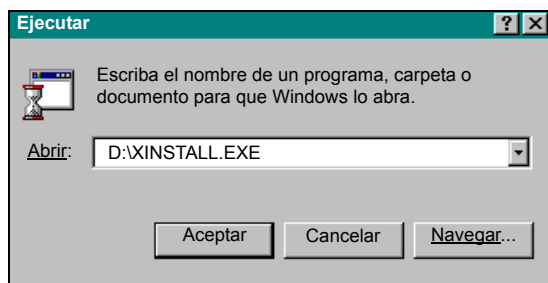 Ejecutar
Escriba el nombre de un programa, carpeta o
documento para que Windows lo abra.
Abrir: D:\XINSTALL.EXE
Aceptar Cancelar Navegar...